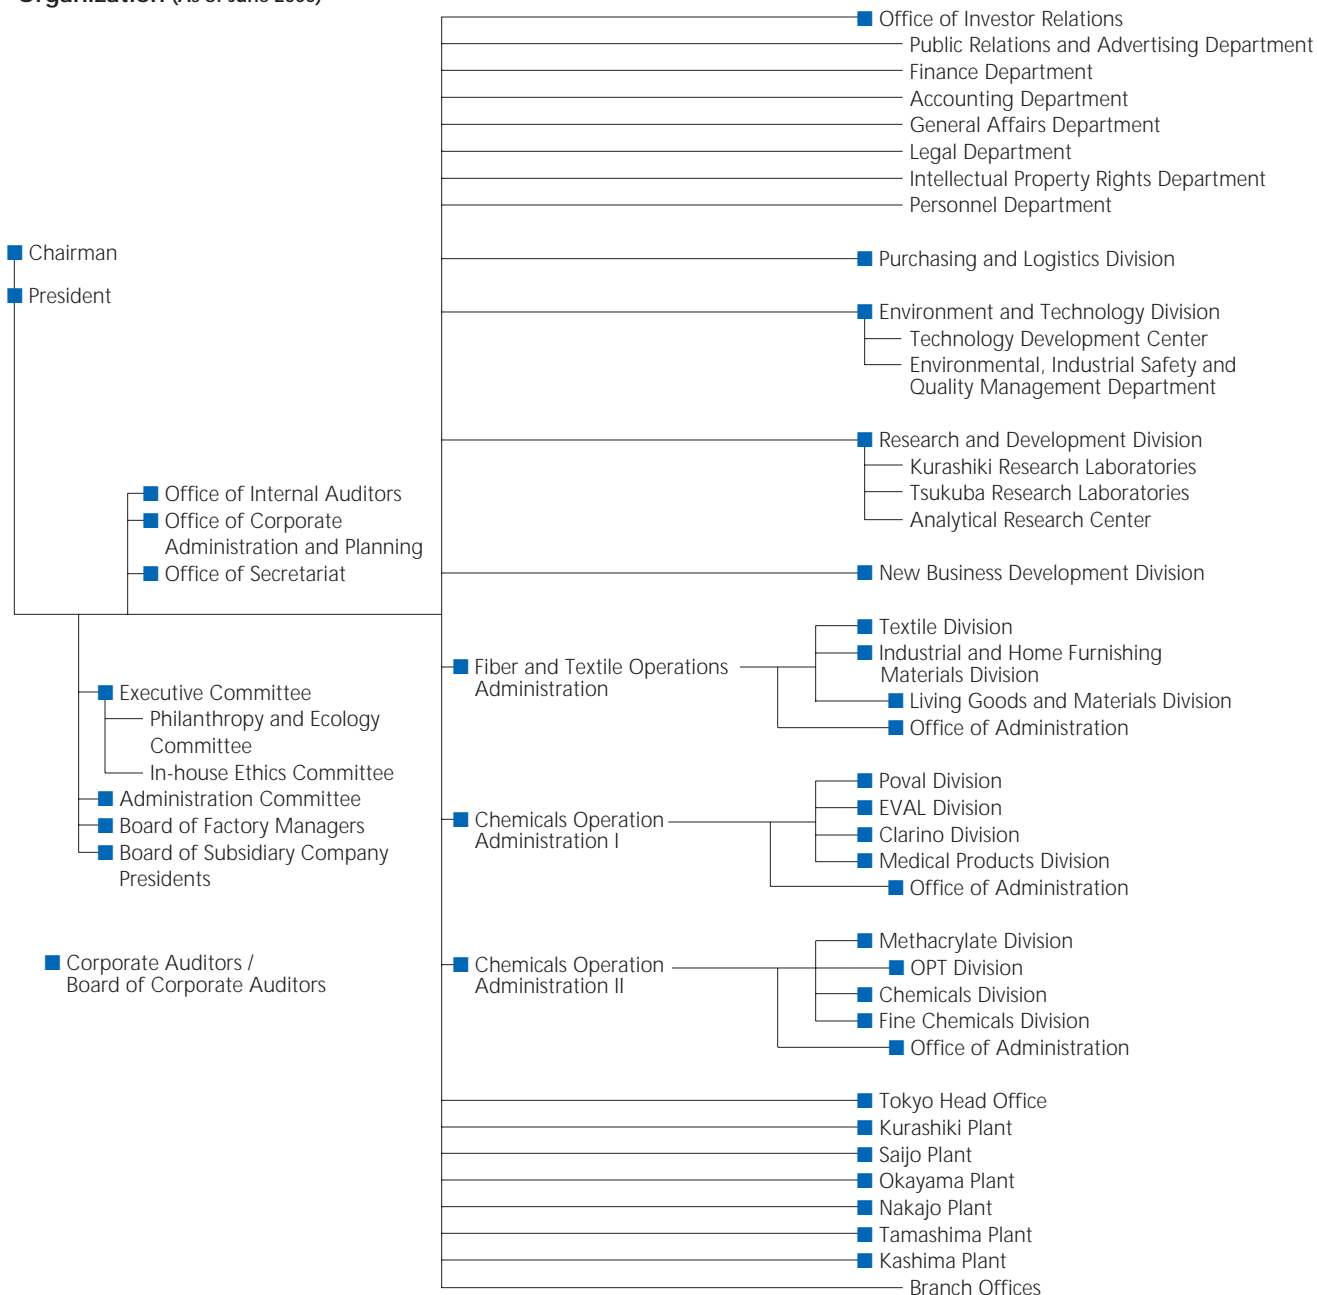 Office of Investor Relations
Public Relations and Advertising Department
Finance Department
Accounting Department
General Affairs Department
Legal Department
Intellectual Property Rights Department
Personnel Department
Chairman
President
Purchasing and Logistics Division
Environment and Technology Division
Technology Development Center
Environmental, Industrial Safety and
Quality Management Department
Research and Development Division
Kurashiki Research Laboratories
Tsukuba Research Laboratories
Analytical Research Center
Office of Internal Auditors
Office of Corporate
Administration and Planning
Office of Secretariat
New Business Development Division
Executive Committee
Philanthropy and Ecology
Committee
In-house Ethics Committee
Administration Committee
Board of Factory Managers
Board of Subsidiary Company
Presidents
Corporate Auditors /
Board of Corporate Auditors
Fiber and Textile Operations
Administration
Textile Division
Industrial and Home Furnishing
Materials Division
Living Goods and Materials Division
Office of Administration
Chemicals Operation
Administration I
Poval Division
EVAL Division
Clarino Division
Medical Products Division
Office of Administration
Chemicals Operation
Administration II
Methacrylate Division
OPT Division
Chemicals Division
Fine Chemicals Division
Office of Administration
Tokyo Head Office
Kurashiki Plant
Saijo Plant
Okayama Plant
Nakajo Plant
Tamashima Plant
Kashima Plant
Branch Offices